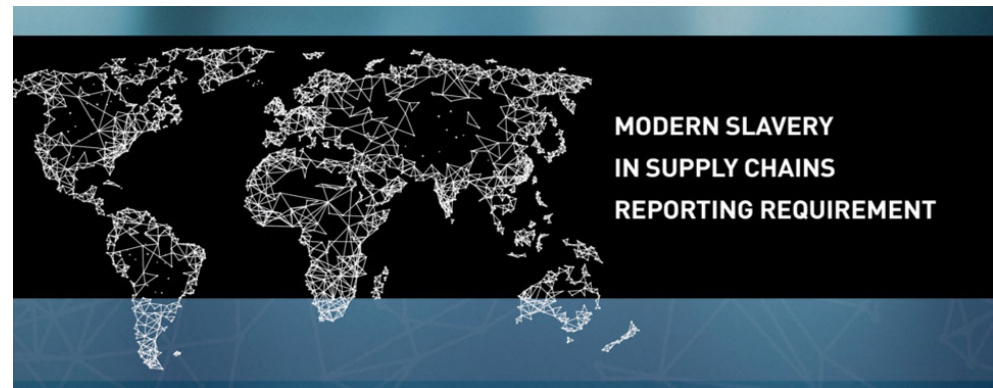 MODERN SLAVERY
IN SUPPLY CHAINS
REPORTING REQUIREMENT